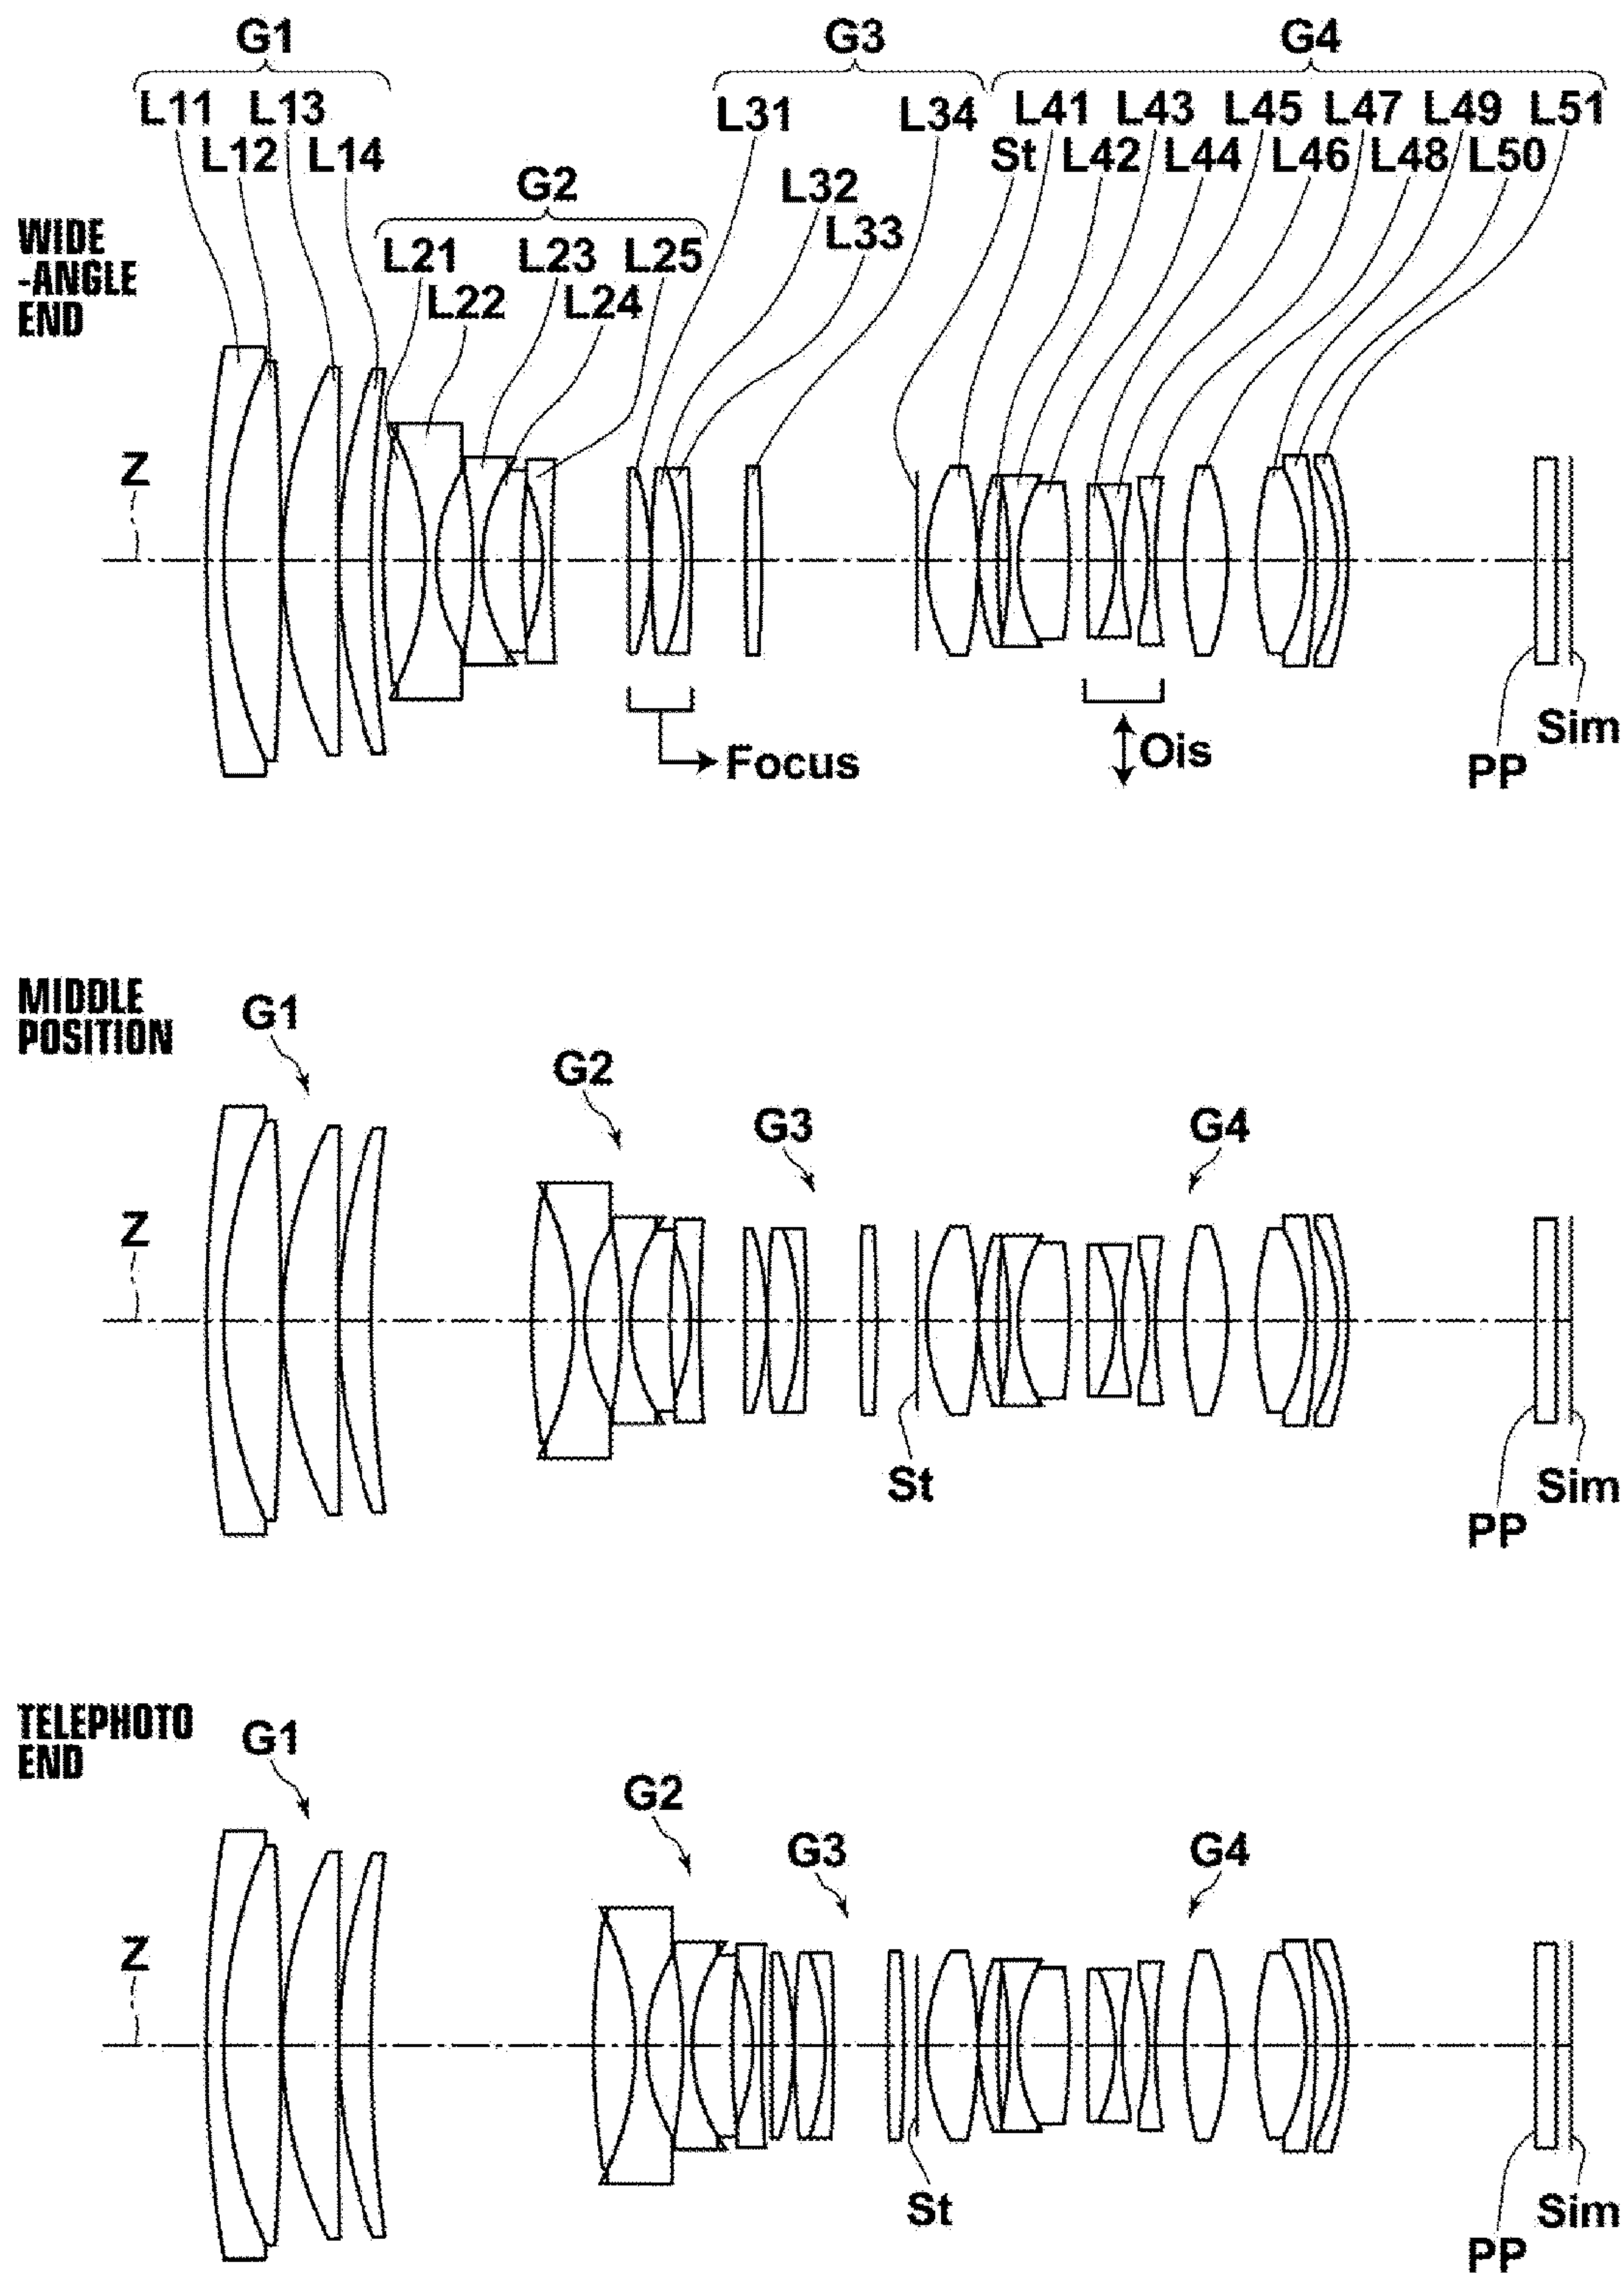 G1 G3 G4
L11 L13 L31 L34 L41 L43 L45 L47 L49 L51
L12 L14 St L42 L44 L46 L48 L50
G2 L32
L33
WIDE
-ANGLE
END
L21 L23 L25
L22 L24
Z
Focus
Ois
Sim
PP
MIDDLE
POSITION
G1
G2
G3
G4
Z
St
Sim
PP
TELEPHOTO
END
G1
G2
G3
G4
Z
St
Sim
PP